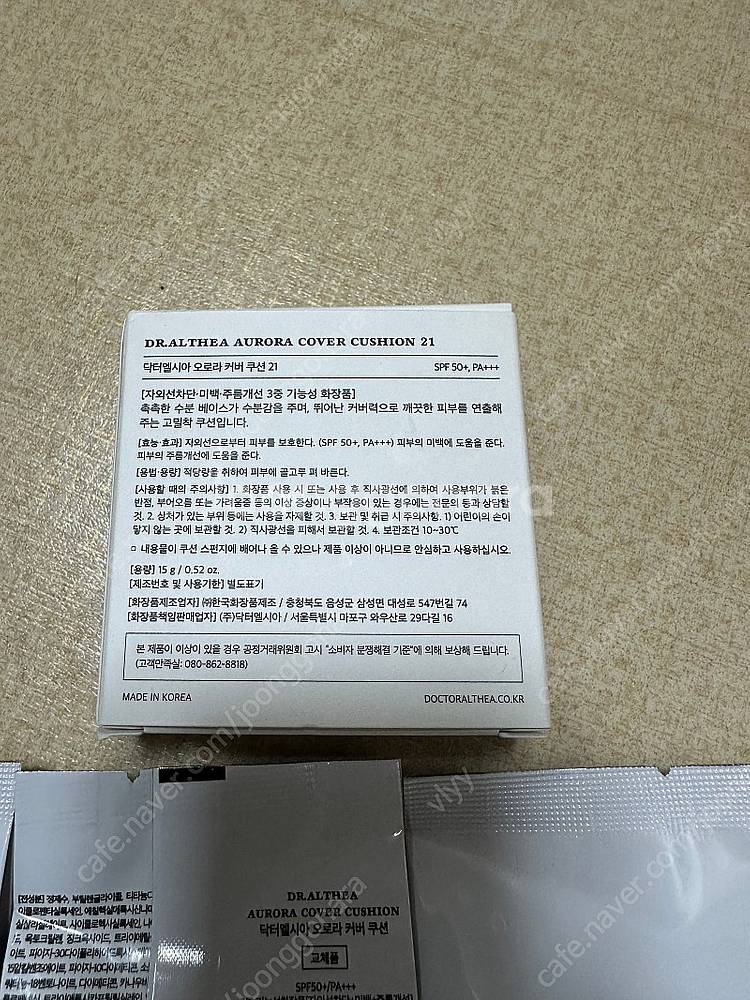 DR.ALTHEA AURORA COVER CUSHION 21
닥터엘시아 오로라 커버 쿠션 21 SPF 50+, PA+++
[자외선차단·미백·주름개선 3중 기능성 화장품]
촉촉한 수분 베이스가 수분감을 주며, 뛰어난 커버력으로 깨끗한 피부를 연출해
주는 고밀착 쿠션입니다.
[효능·효과] 자외선으로부터 피부를 보호한다. (SPF 50+, PA+++) 피부의 미백에 도움을 준다.
피부의 주름개선에 도움을 준다.
[용법·용량] 적당량을 취하여 피부에 골고루 펴 바른다.
[사용할 때의 주의사항] 1. 화장품 사용 시 또는 사용 후 직사광선에 의하여 사용부위가 붉은
반점, 부어오름 또는 가려움증 등의 이상 증상이나 부작용이 있는 경우에는 전문의 등과 상담할
것. 2. 상처가 있는 부위 등에는 사용을 자제할 것. 3. 보관 및 취급 시 주의사항. 1) 어린이의 손이
닿지 않는 곳에 보관할 것. 2) 직사광선을 피해서 보관할 것. 4. 보관조건 10~30℃
□ 내용물이 쿠션 스펀지에 배어나 올 수 있으나 제품 이상이 아니므로 안심하고 사용하십시오.
[용량] 15 g / 0.52 oz.
[제조번호 및 사용기한] 별도표기
[화장품제조업자] ㈜한국화장품제조 / 충청북도 음성군 삼성면 대성로 547번길 74
[화장품책임판매업자] (주)닥터엘시아 / 서울특별시 마포구 와우산로 29다길 16
본 제품이 이상이 있을 경우 공정거래위원회 고시 "소비자 분쟁해결 기준"에 의해 보상해 드립니다.
(고객만족실: 080-862-8818)
MADE IN KOREA DOCTORALTHEA.CO.KR
DR.ALTHEA
AURORA COVER CUSHION
닥터엘시아 오로라 커버 쿠션
교체품
SPF50+/PA+++
[전성분] 정제수, 부틸렌글라이콜,
cafe.naver.com/joonggonara
vlyy
cafe.naver.com